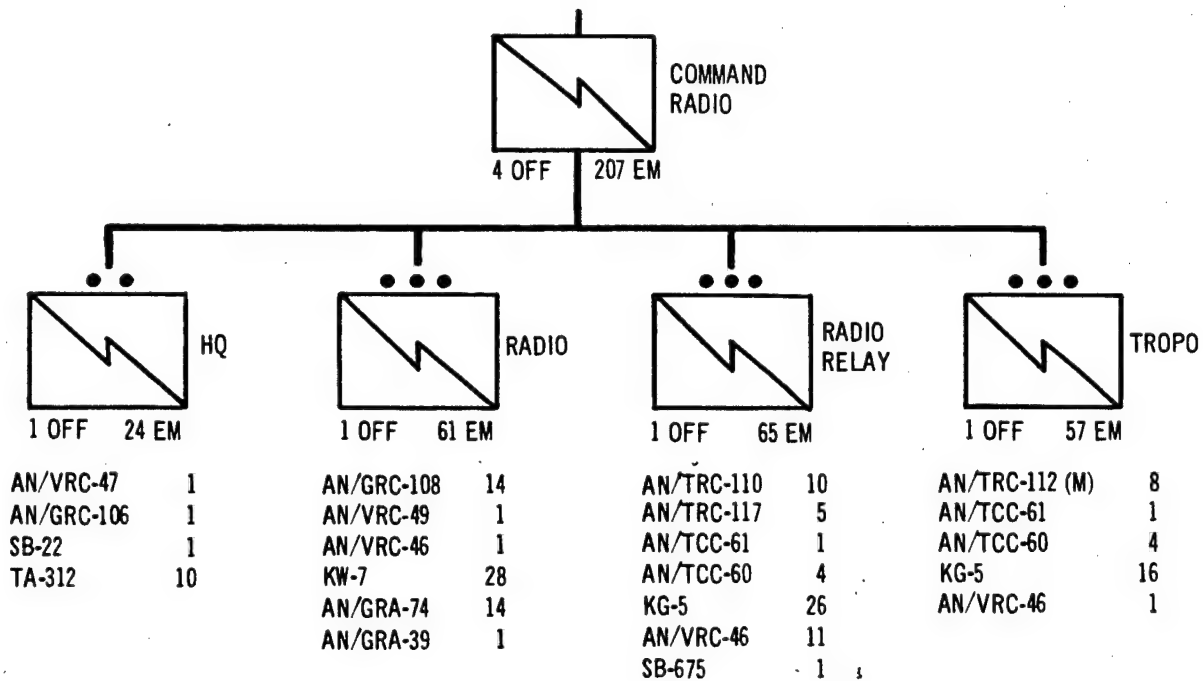 COMMAND
RADIO
4 OFF 207 EM
HQ
1 OFF 24 EM
AN/VRC-47 1
AN/GRC-106 1
SB-22 1
TA-312 10
RADIO
1 OFF 61 EM
AN/GRC-108 14
AN/VRC-49 1
AN/VRC-46 1
KW-7 28
AN/GRA-74 14
AN/GRA-39 1
RADIO
RELAY
1 OFF 65 EM
AN/TRC-110 10
AN/TRC-117 5
AN/TCC-61 1
AN/TCC-60 4
KG-5 26
AN/VRC-46 11
SB-675 1
TROPO
1 OFF 57 EM
AN/TRC-112 (M) 8
AN/TCC-61 1
AN/TCC-60 4
KG-5 16
AN/VRC-46 1